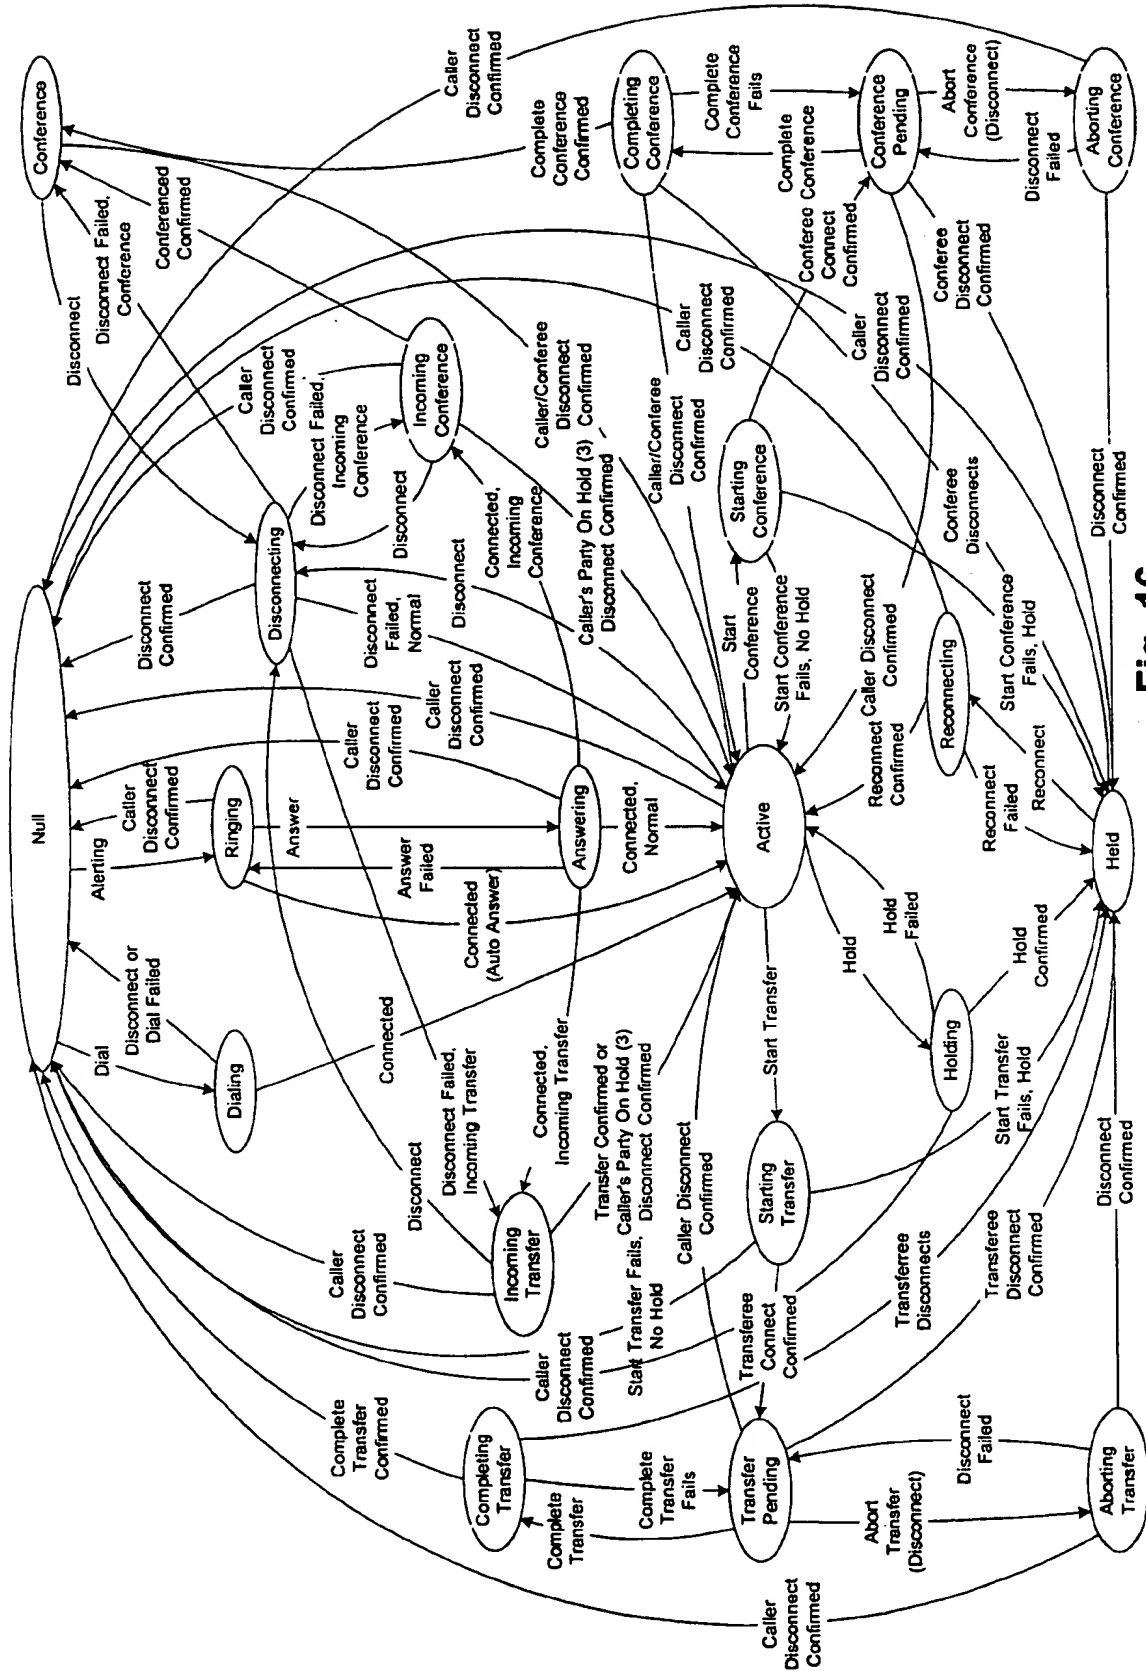 Null
Conference
Caller
Disconnect
Confirmed
Disconnect
Disconnect Failed,
Conference
Conferenced
Confirmed
Complete
Conference
Confirmed
Completing
Conference
Complete
Conference
Fails
Complete
Conference
Conference
Pending
Abort
Conference
(Disconnect)
Disconnect
Failed
Aborting
Conference
Conferee
Connect
Confirmed
Conferee
Disconnect
Confirmed
Caller
Disconnect
Confirmed
Caller
Disconnect
Confirmed
Caller
Disconnect
Confirmed
Disconnect Failed,
Incoming
Conference
Incoming
Conference
Disconnect
Connected,
Incoming
Conference
Caller/Conferee
Disconnect
Confirmed
Caller/Conferee
Disconnect
Confirmed
Caller's Party On Hold (3)
Disconnect Confirmed
Disconnecting
Disconnect
Confirmed
Disconnect
Failed,
Normal
Disconnect
Caller
Disconnect
Confirmed
Caller
Disconnect
Confirmed
Caller
Disconnect
Confirmed
Ringing
Alerting
Answer
Answer
Failed
Answering
Connected,
Normal
Connected
(Auto Answer)
Disconnect or
Dial Failed
Dial
Dialing
Connected
Active
Start
Conference
Starting
Conference
Start Conference
Fails, No Hold
Conferee
Disconnects
Start Conference
Fails, Hold
Disconnect
Confirmed
Caller Disconnect
Confirmed
Reconnect
Confirmed
Reconnecting
Reconnect
Failed
Reconnect
Held
Hold
Hold
Failed
Holding
Hold
Confirmed
Start Transfer
Starting
Transfer
Start Transfer
Fails, Hold
Disconnect
Disconnect Failed,
Incoming Transfer
Connected,
Incoming Transfer
Incoming
Transfer
Transfer Confirmed or
Caller's Party On Hold (3)
Disconnect Confirmed
Caller Disconnect
Confirmed
Caller
Disconnect
Confirmed
Start Transfer Fails,
No Hold
Caller
Disconnect
Confirmed
Transferee
Connect
Confirmed
Transferree
Disconnects
Transferee
Disconnect
Confirmed
Disconnect
Confirmed
Complete
Transfer
Confirmed
Completing
Transfer
Complete
Transfer
Complete
Transfer
Fails
Transfer
Pending
Abort
Transfer
(Disconnect)
Disconnect
Failed
Aborting
Transfer
Caller
Disconnect
Confirmed